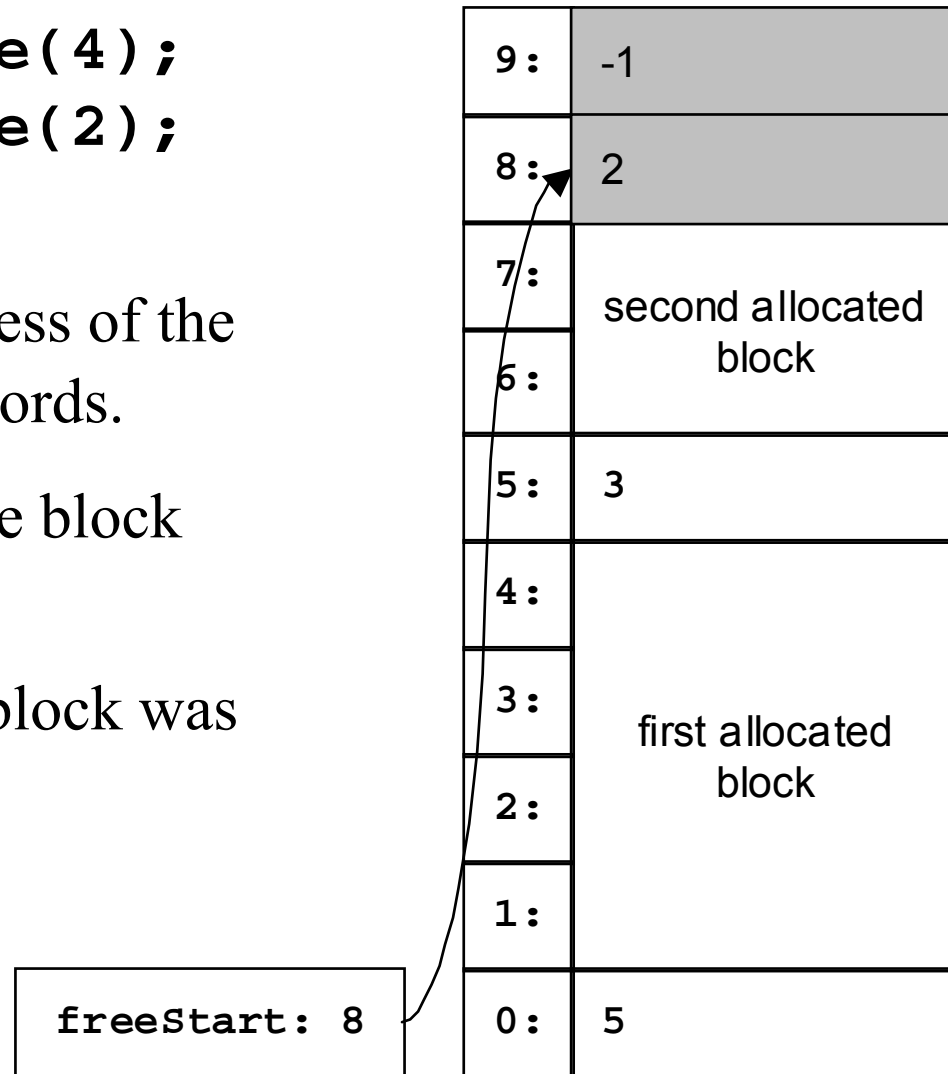 e(4);
e(2);
ess of the
ords.
e block
block was
freeStart: 8
9: -1
8: 2
7:
second allocated
block
6:
5: 3
4:
3:
first allocated
block
2:
1:
0: 5